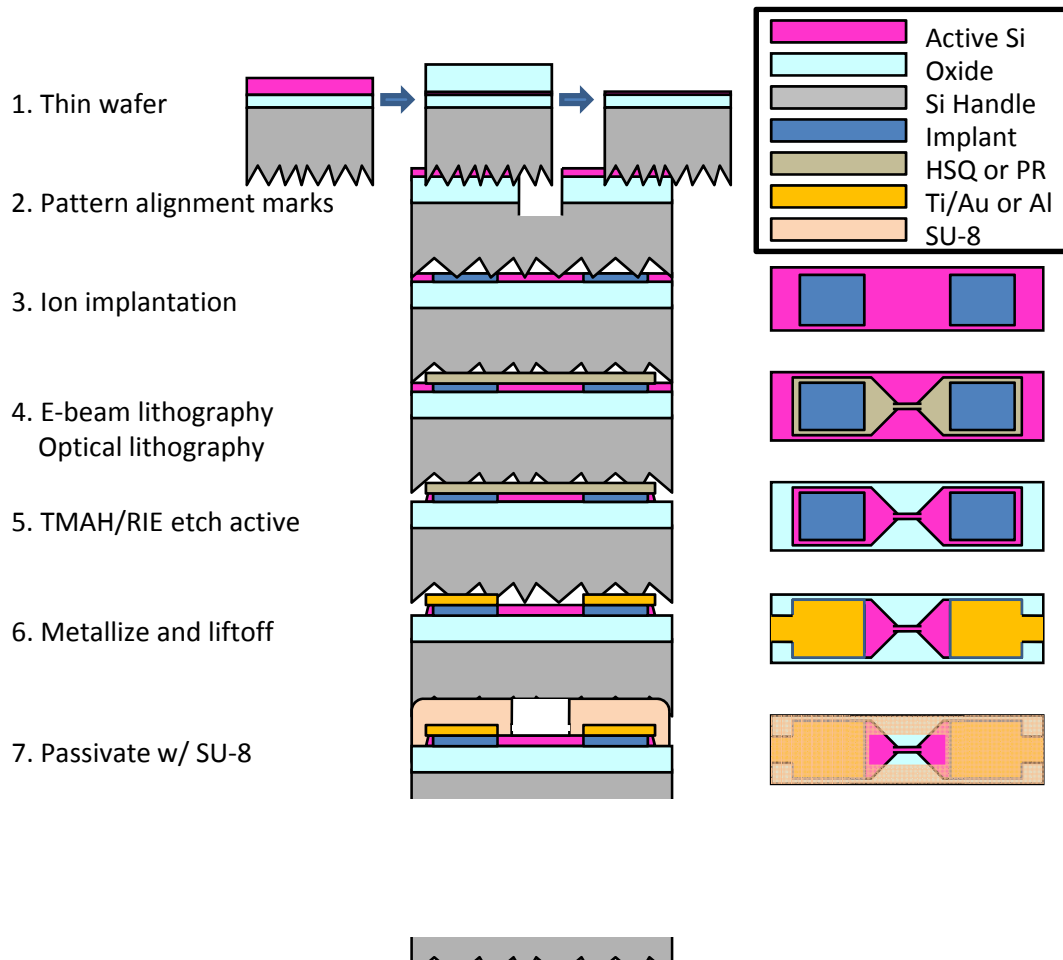 1. Thin wafer
2. Pattern alignment marks
3. Ion implantation
4. E-beam lithography
Optical lithography
5. TMAH/RIE etch active
6. Metallize and liftoff
7. Passivate w/ SU-8
Active Si
Oxide
Si Handle
Implant
HSQ or PR
Ti/Au or Al
SU-8